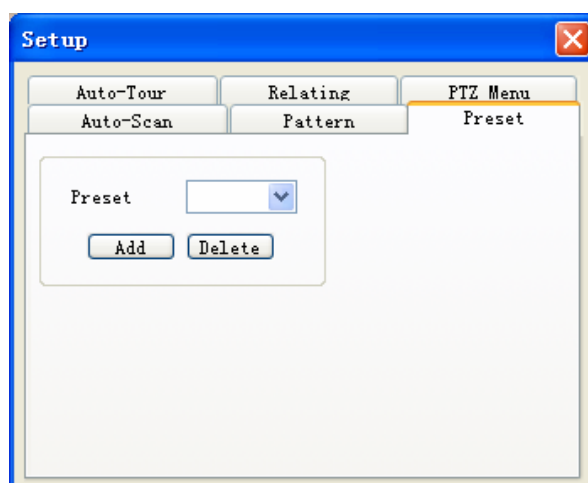 Setup
Auto-Tour Relating PTZ Menu
Auto-Scan Pattern Preset
Preset
Add Delete